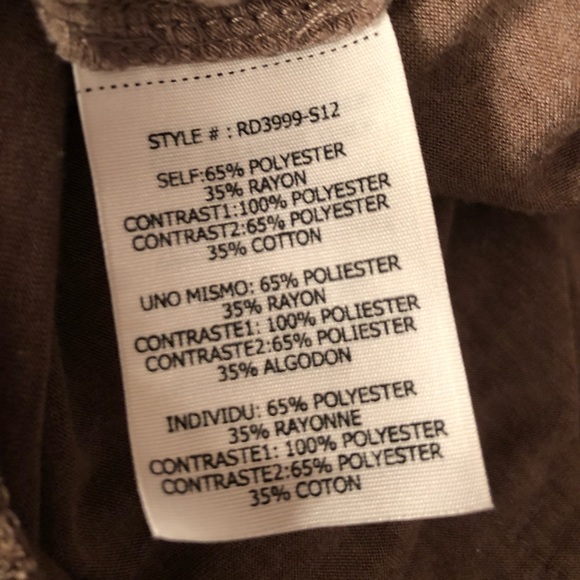 STYLE # : RD3999-S12
SELF:65% POLYESTER
35% RAYON
CONTRAST1:100% POLYESTER
CONTRAST2:65% POLYESTER
35% COTTON
UNO MISMO: 65% POLIESTER
35% RAYON
CONTRASTE1: 100% POLIESTER
CONTRASTE2:65% POLIESTER
35% ALGODON
INDIVIDU: 65% POLYESTER
35% RAYONNE
CONTRASTE1: 100% POLYESTER
CONTRASTE2:65% POLYESTER
35% COTON